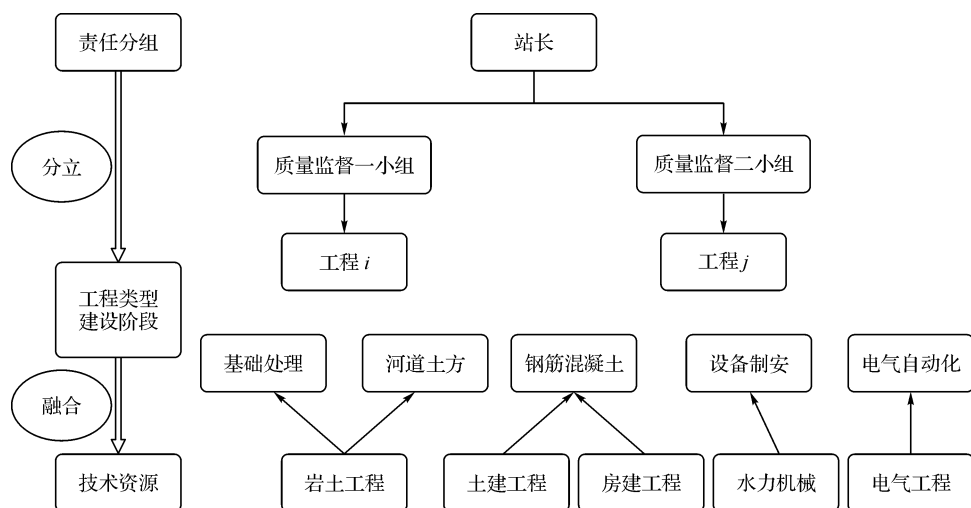 责任分组
站长
分立
质量监督一小组
质量监督二小组
工程 i
工程 j
工程类型
建设阶段
基础处理
河道土方
钢筋混凝土
设备制安
电气自动化
融合
技术资源
岩土工程
土建工程
房建工程
水力机械
电气工程